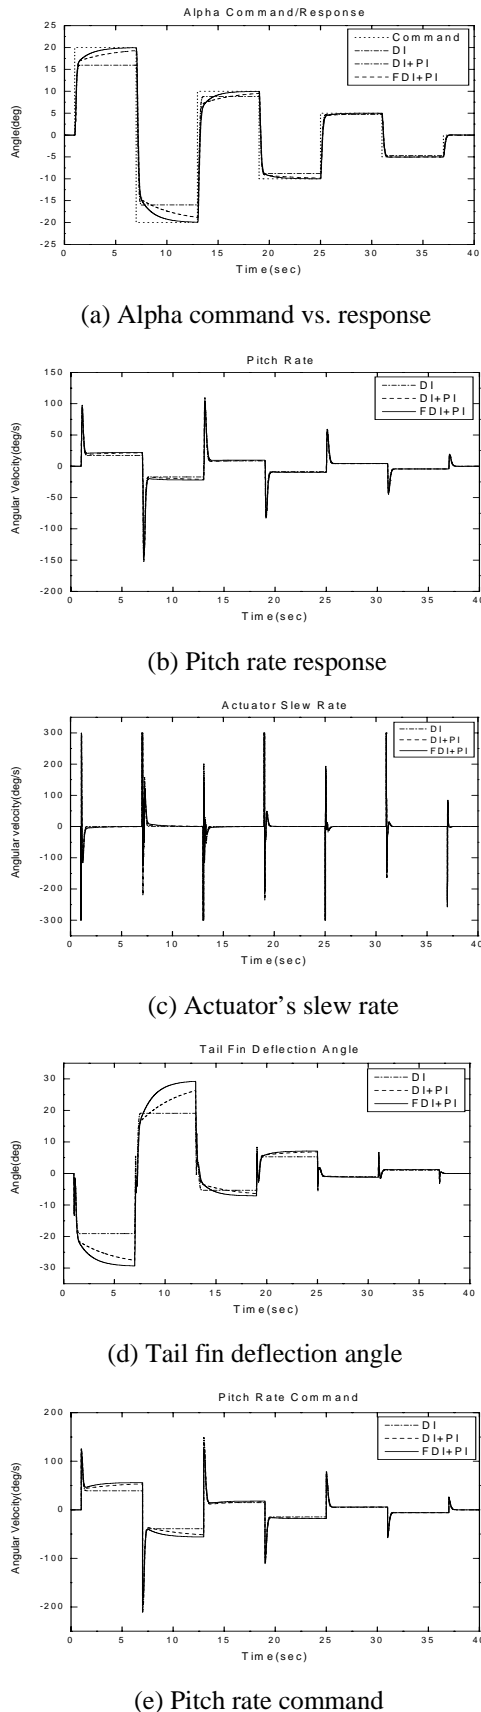 Alpha Command/Response
Command
DI
DI+PI
FDI+PI
25
20
15
10
5
0
-5
-10
-15
-20
-25
Angle(deg)
0 5 10 15 20 25 30 35 40
Time(sec)
(a) Alpha command vs. response
Pitch Rate
DI
DI+PI
FDI+PI
150
100
50
0
-50
-100
-150
-200
Angular Velocity(deg/s)
0 5 10 15 20 25 30 35 40
Time(sec)
(b) Pitch rate response
Actuator Slew Rate
DI
DI+PI
FDI+PI
300
200
100
0
-100
-200
-300
Anglular velocity(deg/s)
0 5 10 15 20 25 30 35 40
Time(sec)
(c) Actuator's slew rate
Tail Fin Deflection Angle
DI
DI+PI
FDI+PI
30
20
10
0
-10
-20
-30
Angle(deg)
0 5 10 15 20 25 30 35 40
Time(sec)
(d) Tail fin deflection angle
Pitch Rate Command
DI
DI+PI
FDI+PI
200
100
0
-100
-200
Angular Velocity(deg/s)
0 5 10 15 20 25 30 35 40
Time(sec)
(e) Pitch rate command